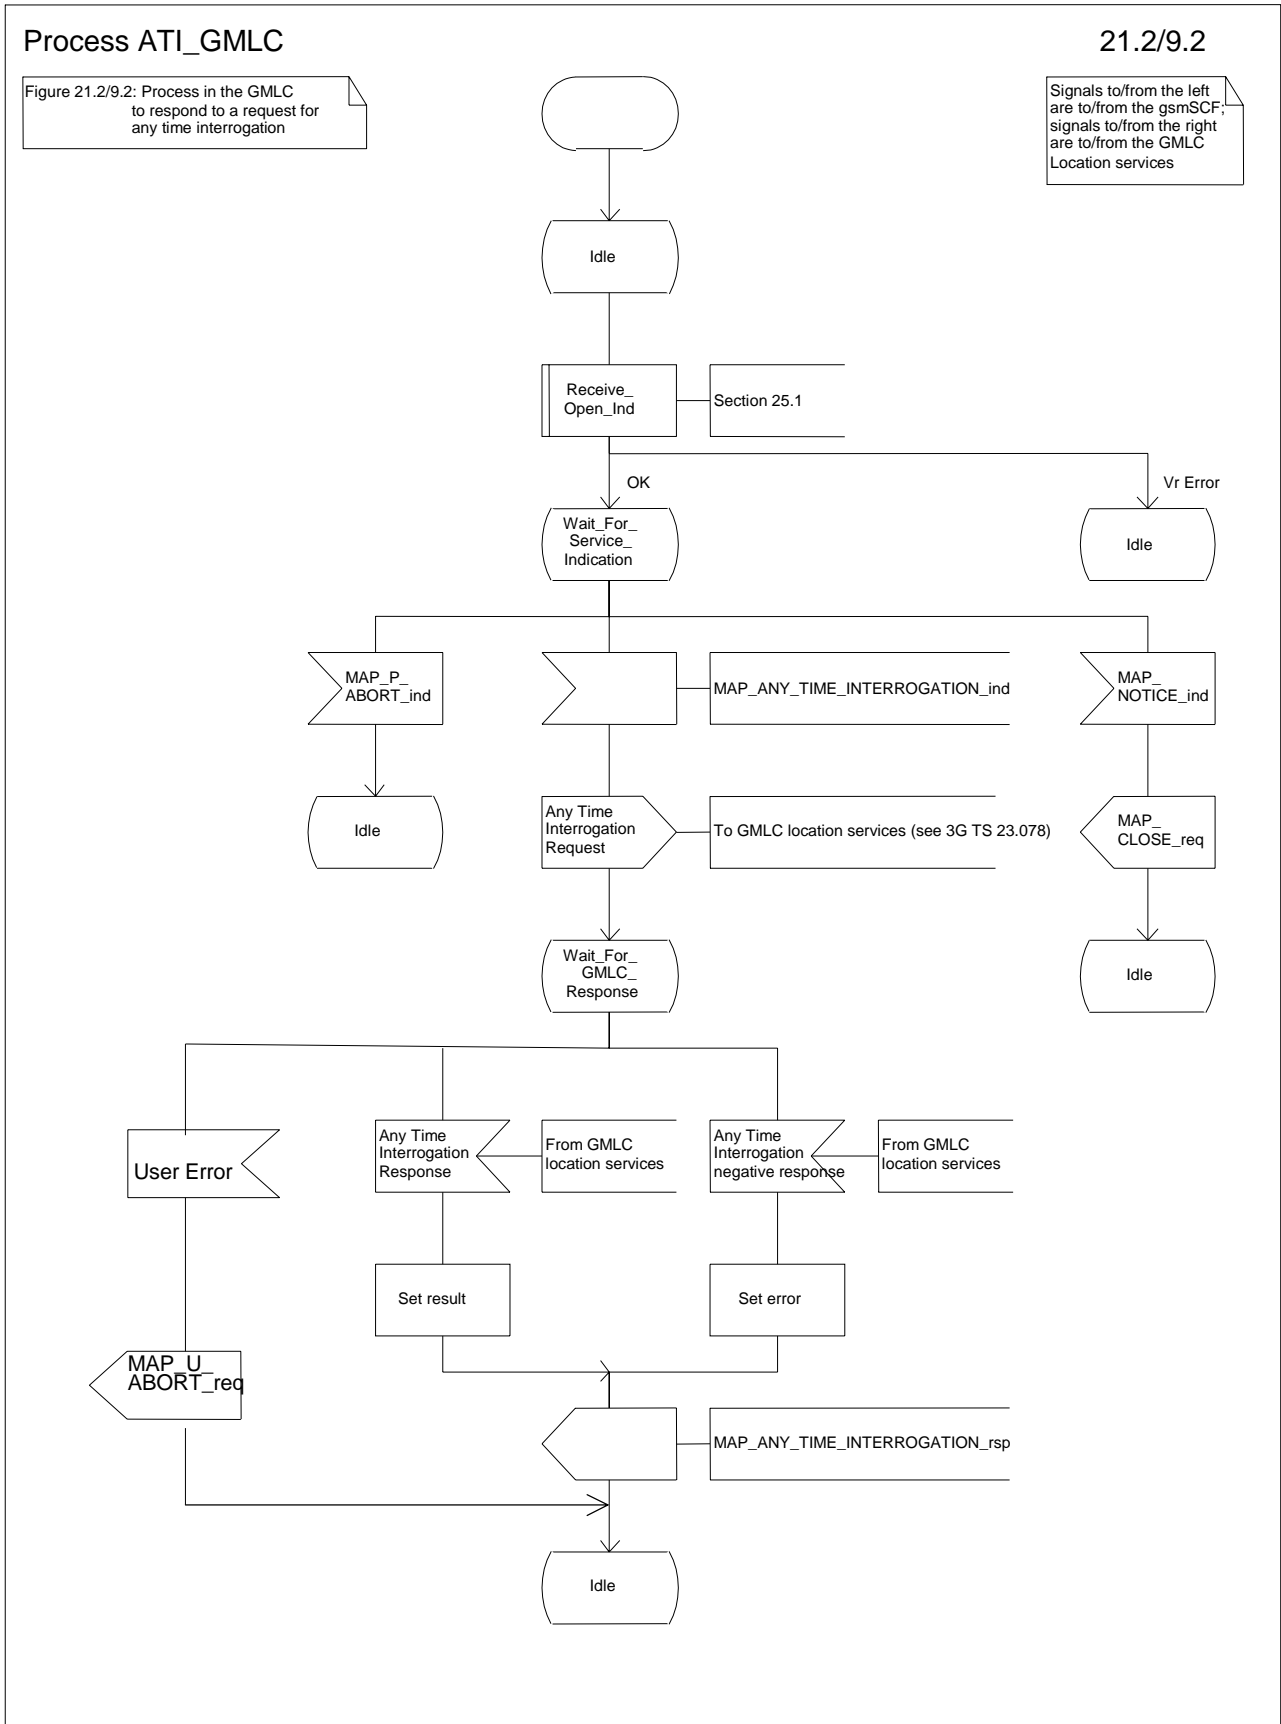 Process ATI_GMLC
21.2/9.2
Figure 21.2/9.2: Process in the GMLC
to respond to a request for
any time interrogation
Signals to/from the left
are to/from the gsmSCF;
signals to/from the right
are to/from the GMLC
Location services
Idle
Receive_
Open_Ind
Section 25.1
OK
Vr Error
Wait_For_
Service_
Indication
Idle
MAP_P_
ABORT_ind
MAP_ANY_TIME_INTERROGATION_ind
MAP_
NOTICE_ind
Idle
Any Time
Interrogation
Request
To GMLC location services (see 3G TS 23.078)
MAP_
CLOSE_req
Wait_For_
GMLC_
Response
Idle
User Error
Any Time
Interrogation
Response
From GMLC
location services
Any Time
Interrogation
negative response
From GMLC
location services
Set result
Set error
MAP_U_
ABORT_req
MAP_ANY_TIME_INTERROGATION_rsp
Idle